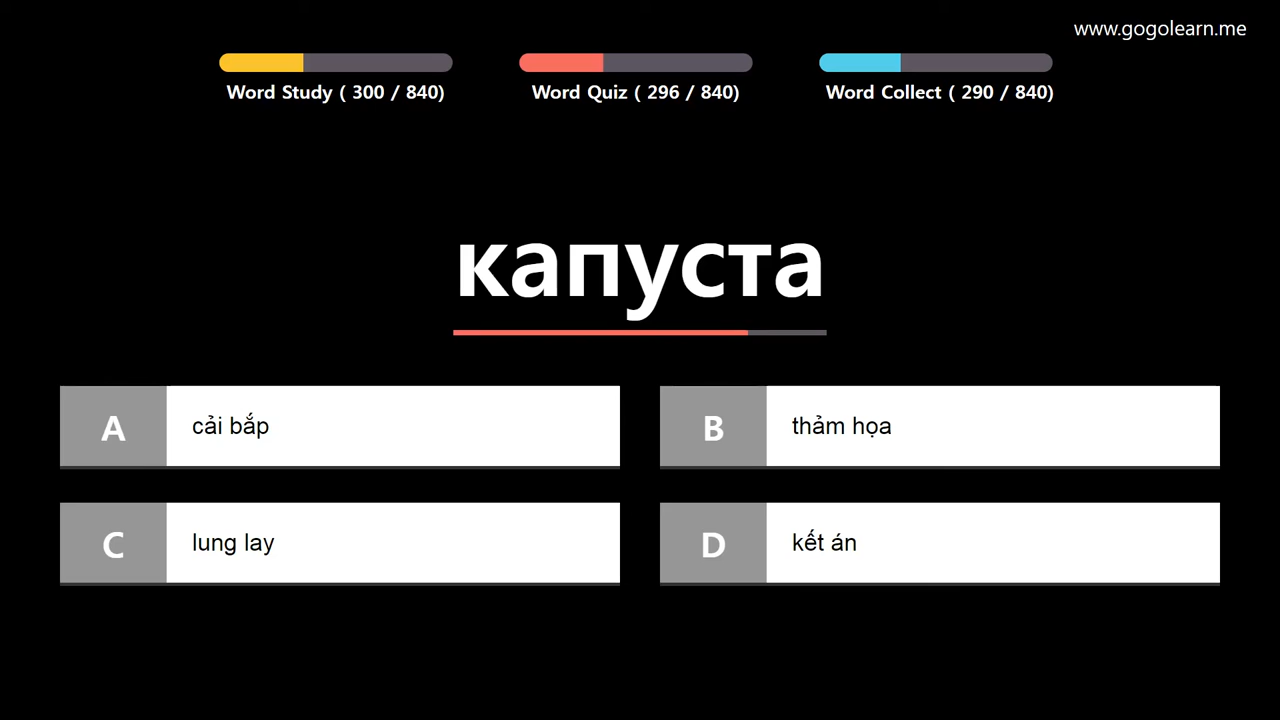 www.gogolearn.me
Word Study ( 300 / 840)
Word Quiz ( 296 / 840)
Word Collect ( 290 / 840)
капуста
A
cải bắp
B
thảm họa
C
lung lay
D
kết án